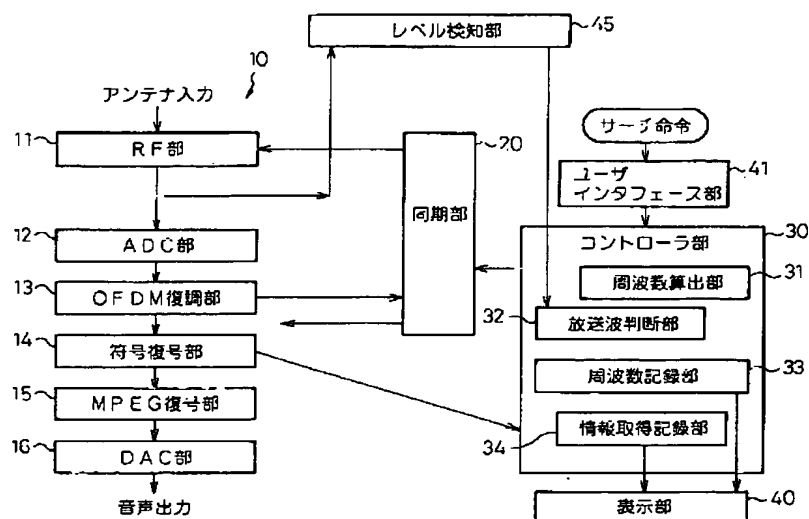 レベル検知部
45
10
アンテナ入力
11
RF部
20
同期部
サーチ命令
41
ユーザ
インタフェース部
12
ADC部
30
コントローラ部
13
OFDM復調部
31
周波数算出部
32
放送波判断部
14
符号復号部
33
周波数記録部
15
MPEG復号部
34
情報取得記録部
16
DAC部
音声出力
40
表示部